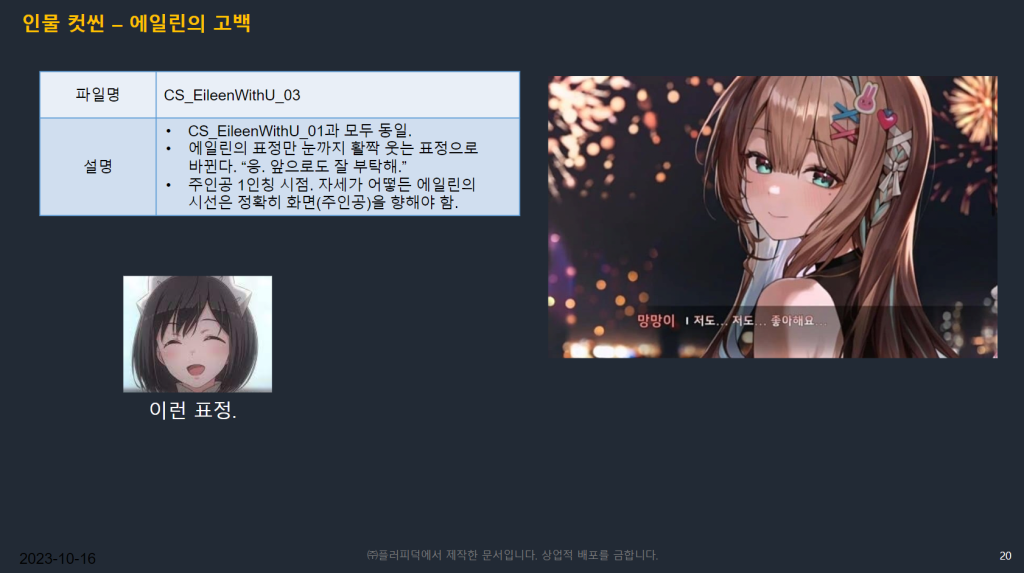 인물 컷씬 – 에일린의 고백
파일명
CS_EileenWithU_03
설명
• CS_EileenWithU_01과 모두 동일.
• 에일린의 표정만 눈까지 활짝 웃는 표정으로
바뀐다. “응. 앞으로도 잘 부탁해.”
• 주인공 1인칭 시점. 자세가 어떻든 에일린의
시선은 정확히 화면(주인공)을 향해야 함.
망망이 I 저도... 저도... 좋아해요...
이런 표정.
2023-10-16
㈜플러피덕에서 제작한 문서입니다. 상업적 배포를 금합니다.
20